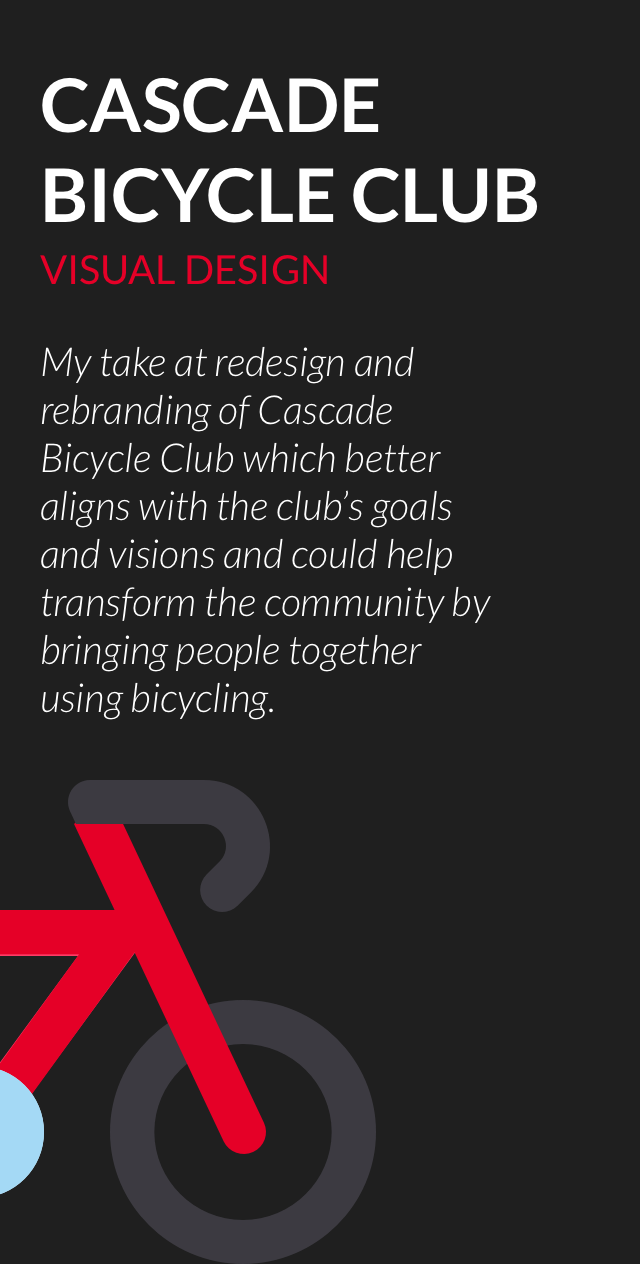 CASCADE
BICYCLE CLUB
VISUAL DESIGN
My take at redesign and
rebranding of Cascade
Bicycle Club which better
aligns with the club’s goals
and visions and could help
transform the community by
bringing people together
using bicycling.